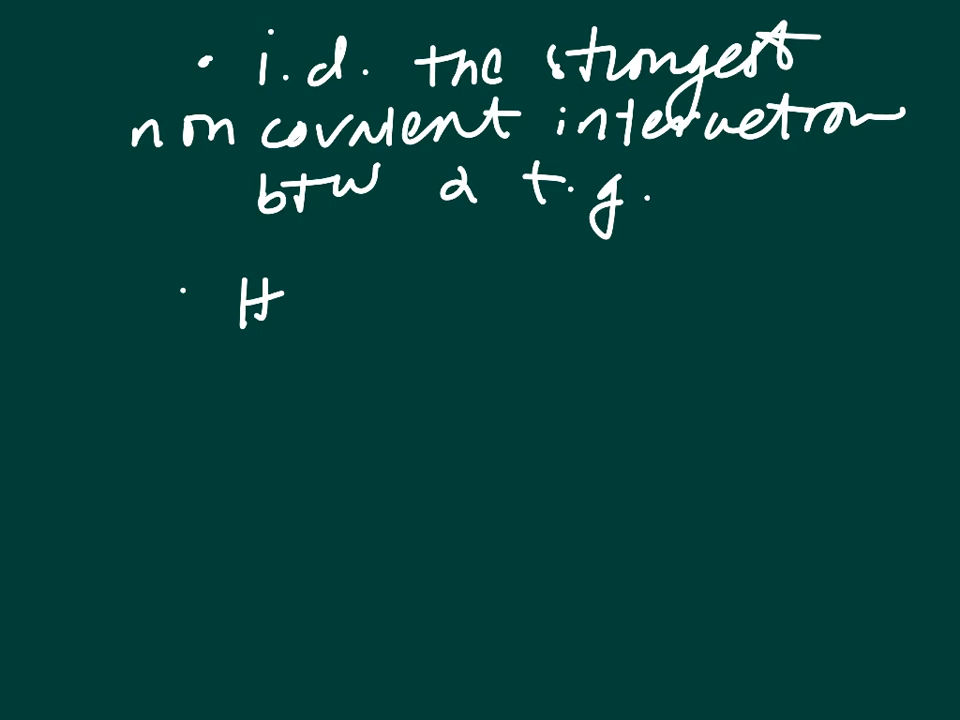 · i.d. the strongest
non covalent interaction
btw 2 t.g.
· H